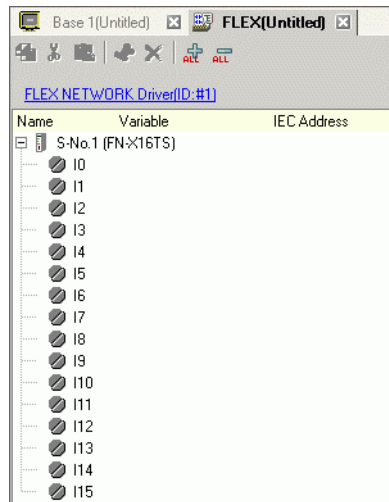 Base 1(Untitled) FLEX(Untitled)
ALL ALL
FLEX NETWORK Driver(ID:#1)
Name Variable IEC Address
S-No.1 (FN-X16TS)
I0
I1
I2
I3
I4
I5
I6
I7
I8
I9
I10
I11
I12
I13
I14
I15